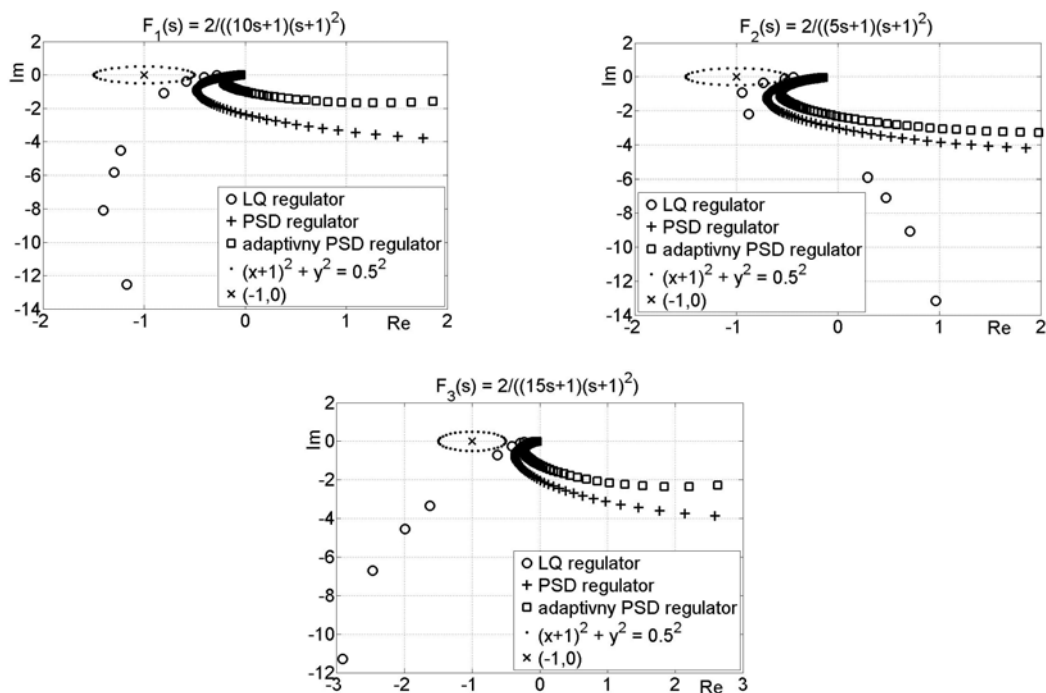 F₁(s) = 2/((10s+1)(s+1)²)
Im
2
0
-2
-4
-6
-8
-10
-12
-14
-2
-1
0
1
Re
2
LQ regulator
PSD regulator
adaptivny PSD regulator
(x+1)² + y² = 0.5²
(-1,0)
F₂(s) = 2/((5s+1)(s+1)²)
Im
2
0
-2
-4
-6
-8
-10
-12
-14
-2
-1
0
1
Re
2
LQ regulator
PSD regulator
adaptivny PSD regulator
(x+1)² + y² = 0.5²
(-1,0)
F₃(s) = 2/((15s+1)(s+1)²)
Im
2
0
-2
-4
-6
-8
-10
-12
-3
-2
-1
0
1
2
Re
3
LQ regulator
PSD regulator
adaptivny PSD regulator
(x+1)² + y² = 0.5²
(-1,0)